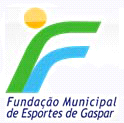 Fundação Municipal
de Esportes de Gaspar